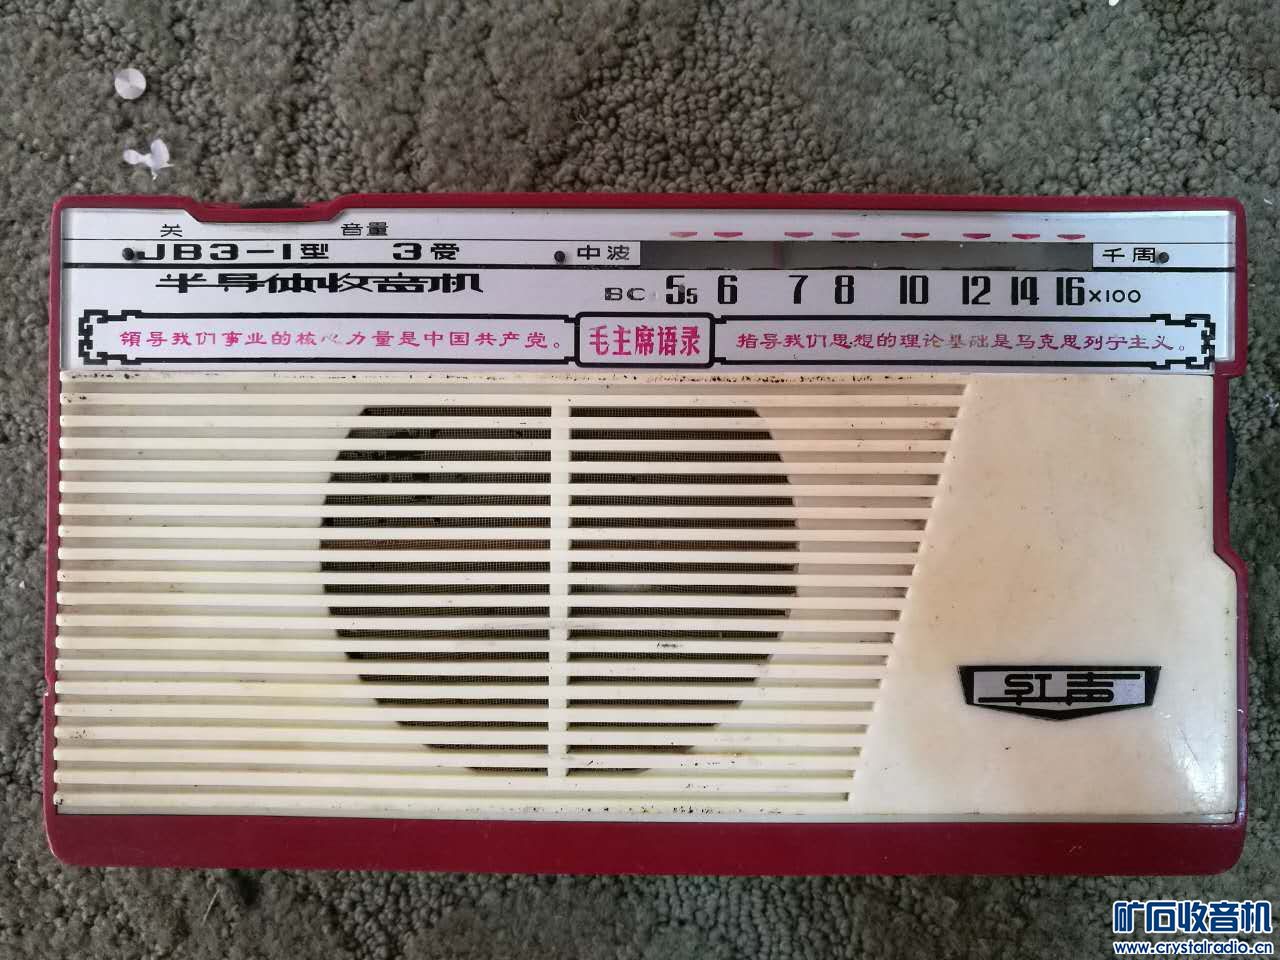 关 音量
JB3-1型 3管 中波 千周
半导体收音机
BC 5₅ 6 7 8 10 12 14 16×100
領导我们事业的核心力量是中国共产党。 毛主席语录 指导我们思想的理论基础是马克思列宁主义。
红声
矿石收音机
www.crystalradio.cn